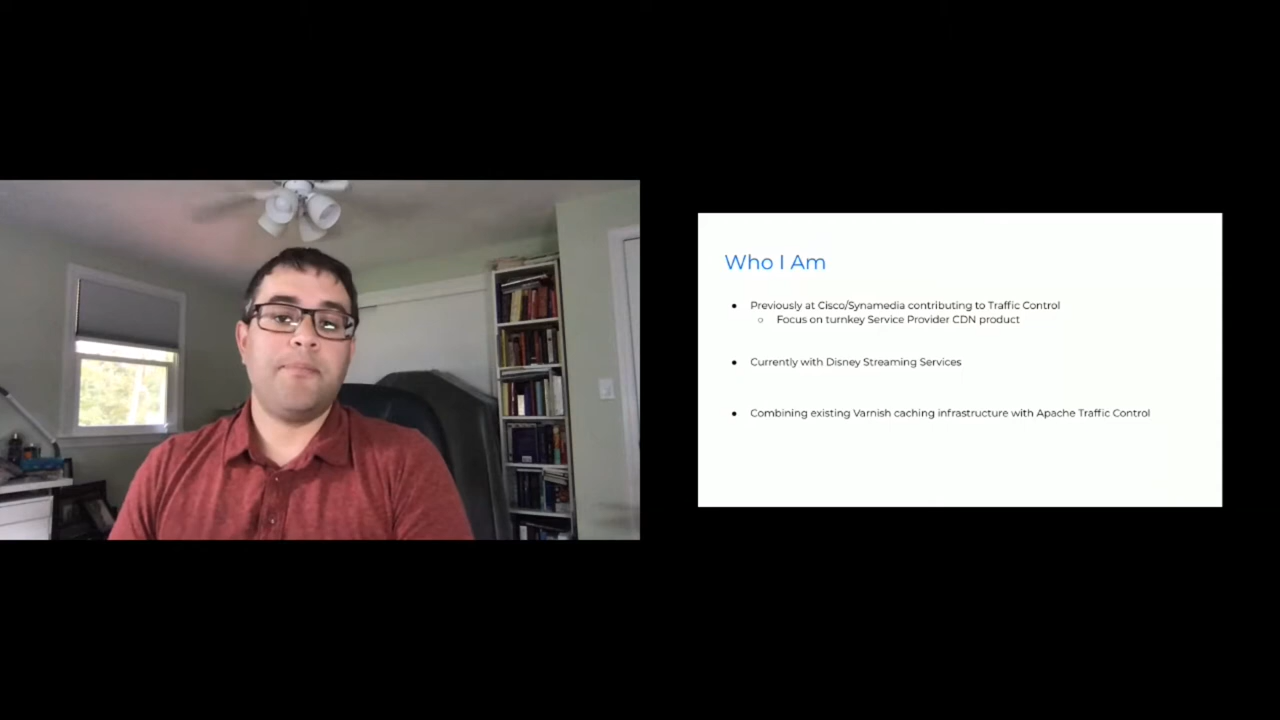 Who I Am
● Previously at Cisco/Synamedia contributing to Traffic Control
○ Focus on turnkey Service Provider CDN product
● Currently with Disney Streaming Services
● Combining existing Varnish caching infrastructure with Apache Traffic Control